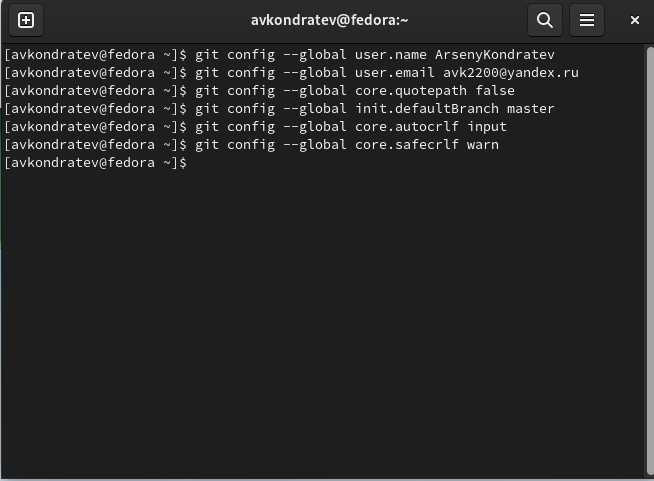 avkondratev@fedora:~
[avkondratev@fedora ~]$ git config --global user.name ArsenyKondratev
[avkondratev@fedora ~]$ git config --global user.email avk2200@yandex.ru
[avkondratev@fedora ~]$ git config --global core.quotepath false
[avkondratev@fedora ~]$ git config --global init.defaultBranch master
[avkondratev@fedora ~]$ git config --global core.autocrlf input
[avkondratev@fedora ~]$ git config --global core.safecrlf warn
[avkondratev@fedora ~]$